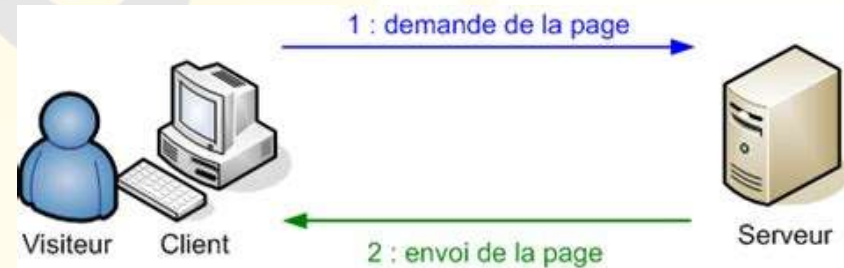 1 : demande de la page
Visiteur
Client
2 : envoi de la page
Serveur